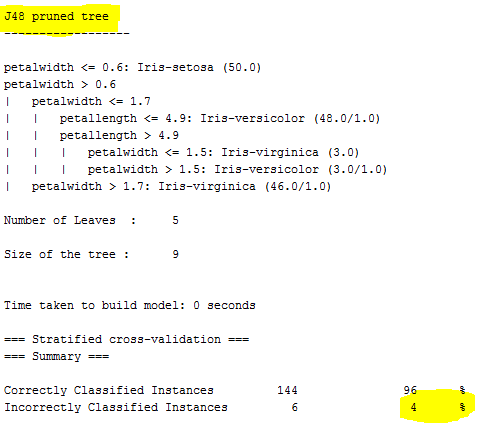 J48 pruned tree
------------------
petalwidth <= 0.6: Iris-setosa (50.0)
petalwidth > 0.6
|   petalwidth <= 1.7
|   |   petallength <= 4.9: Iris-versicolor (48.0/1.0)
|   |   petallength > 4.9
|   |   |   petalwidth <= 1.5: Iris-virginica (3.0)
|   |   |   petalwidth > 1.5: Iris-versicolor (3.0/1.0)
|   petalwidth > 1.7: Iris-virginica (46.0/1.0)
Number of Leaves  :     5
Size of the tree :      9
Time taken to build model: 0 seconds
=== Stratified cross-validation ===
=== Summary ===
Correctly Classified Instances         144               96      %
Incorrectly Classified Instances         6                4      %